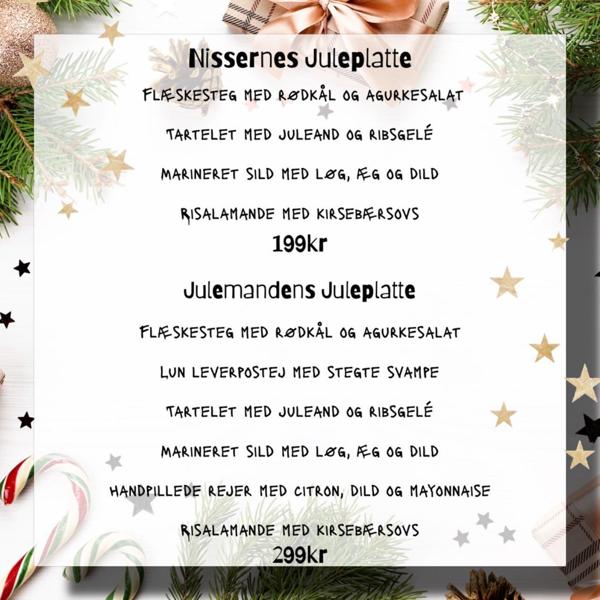 Nissernes Juleplatte
Flæskesteg med rødkål og agurkesalat
tartelet med juleand og ribsgelé
marineret sild med løg, æg og dild
Risalamande med kirsebærsovs
199kr
Julemandens Juleplatte
Flæskesteg med rødkål og agurkesalat
Lun leverpostej med stegte svampe
tartelet med juleand og ribsgelé
marineret sild med løg, æg og dild
håndpillede rejer med citron, dild og mayonnaise
Risalamande med kirsebærsovs
299kr